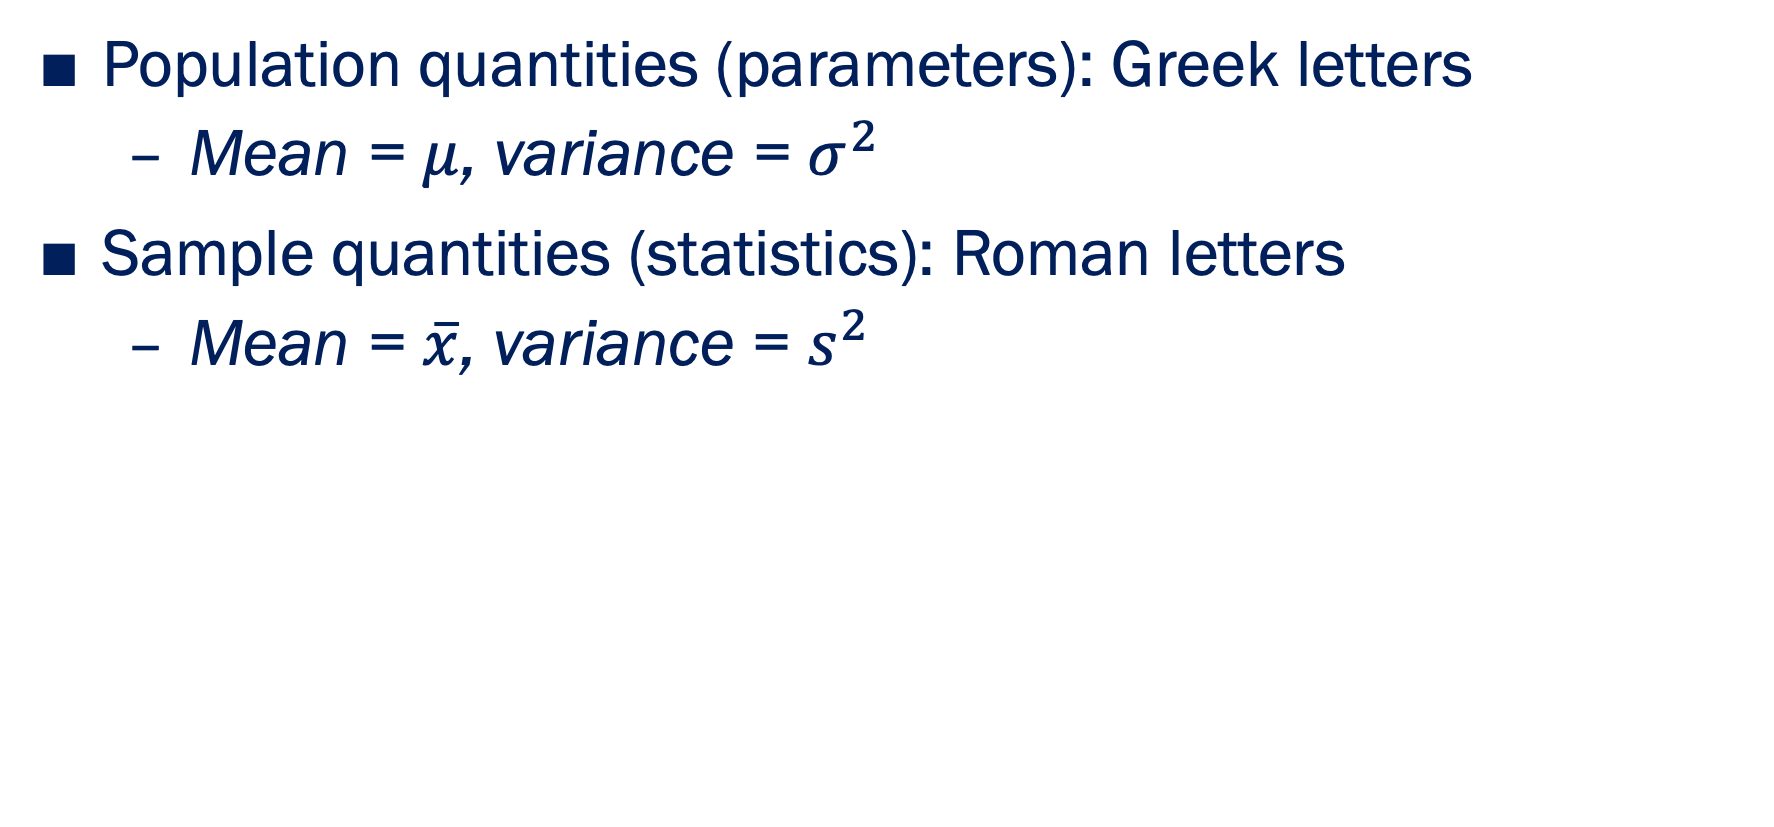 ■ Population quantities (parameters): Greek letters
– Mean = μ, variance = σ²
■ Sample quantities (statistics): Roman letters
– Mean = x̄, variance = s²